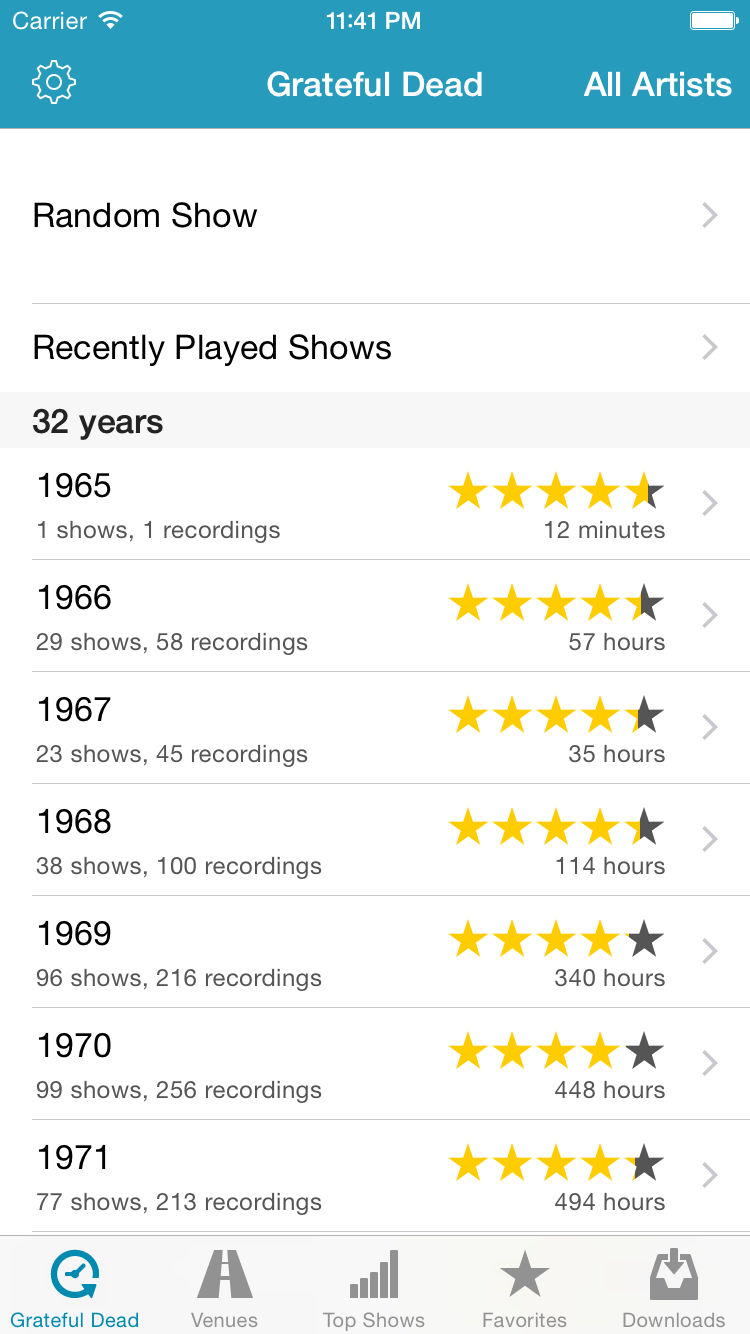 Carrier 11:41 PM
Grateful Dead All Artists
Random Show
Recently Played Shows
32 years
1965
1 shows, 1 recordings 12 minutes
1966
29 shows, 58 recordings 57 hours
1967
23 shows, 45 recordings 35 hours
1968
38 shows, 100 recordings 114 hours
1969
96 shows, 216 recordings 340 hours
1970
99 shows, 256 recordings 448 hours
1971
77 shows, 213 recordings 494 hours
Grateful Dead Venues Top Shows Favorites Downloads